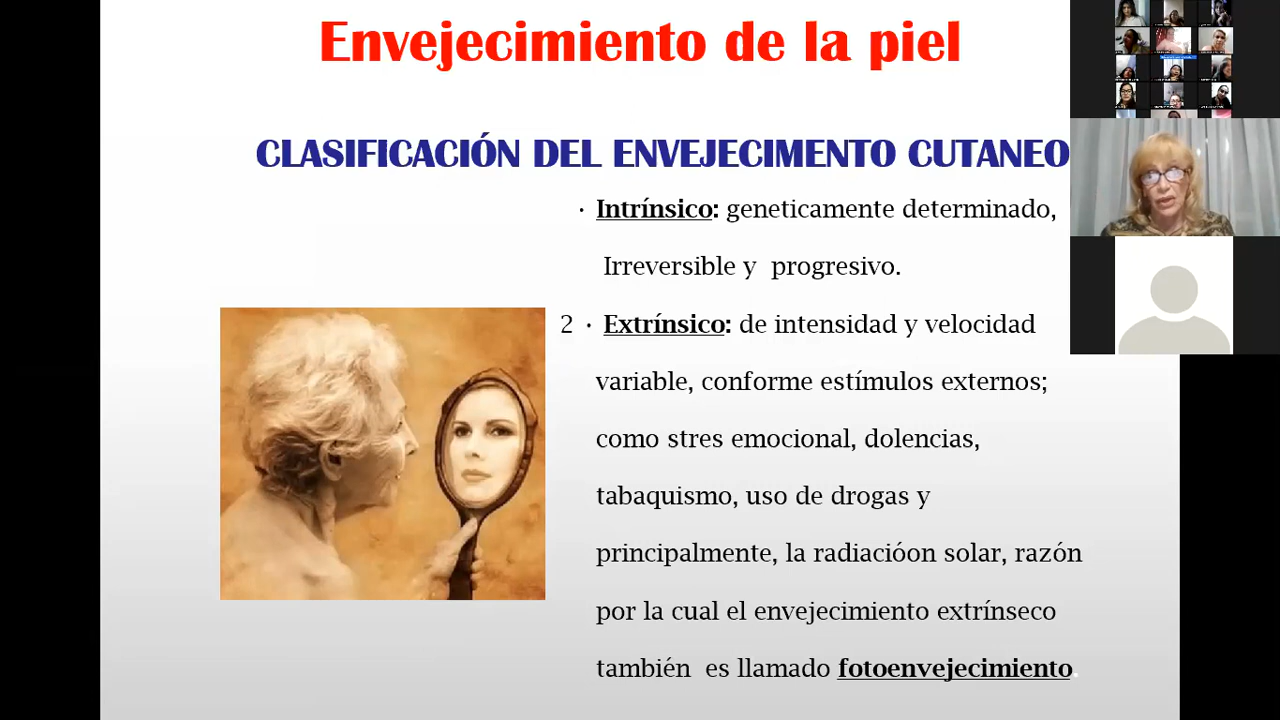 Envejecimiento de la piel
CLASIFICACIÓN DEL ENVEJECIMENTO CUTANEO
· Intrínsico: geneticamente determinado,
Irreversible y progresivo.
2 · Extrínsico: de intensidad y velocidad
variable, conforme estímulos externos;
como stres emocional, dolencias,
tabaquismo, uso de drogas y
principalmente, la radiacióon solar, razón
por la cual el envejecimiento extrínseco
también es llamado fotoenvejecimiento.